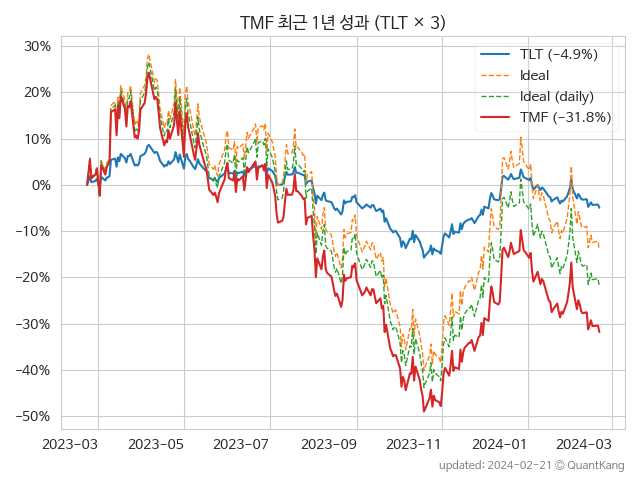 TMF 최근 1년 성과 (TLT × 3)
TLT (−4.9%)
Ideal
Ideal (daily)
TMF (−31.8%)
30%
20%
10%
0%
−10%
−20%
−30%
−40%
−50%
2023−03
2023−05
2023−07
2023−09
2023−11
2024−01
2024−03
updated: 2024−02−21 @ QuantKang